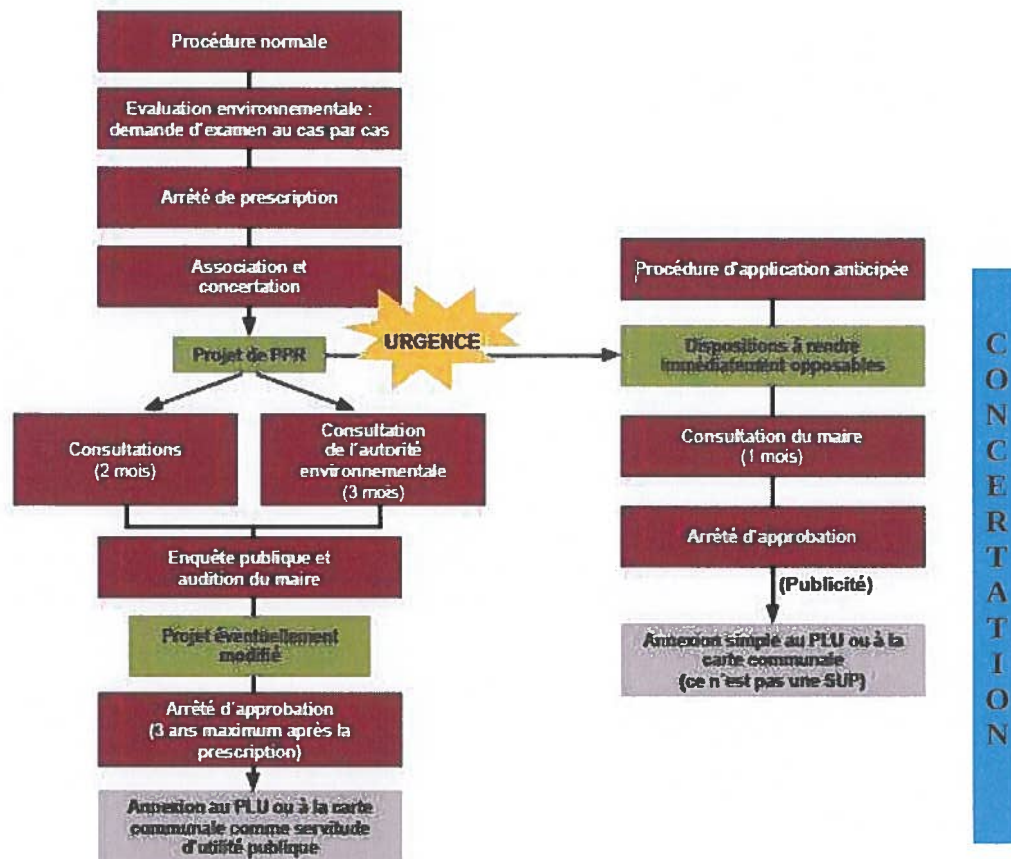 Procédure normale
Evaluation environnementale :
demande d'examen au cas par cas
Arrêté de prescription
Association et
concertation
Projet de PPR
URGENCE
Consultations
(2 mois)
Consultation
de l'autorité
environnementale
(3 mois)
Enquête publique et
audition du maire
Projet éventuellement
modifié
Arrêté d'approbation
(3 ans maximum après la
prescription)
Annexion au PLU ou à la carte
communale comme servitude
d'utilité publique
Procédure d'application anticipée
Dispositions à rendre
immédiatement opposables
Consultation du maire
(1 mois)
Arrêté d'approbation
(Publicité)
Annexion simple au PLU ou à la
carte communale
(ce n'est pas une SUP)
CONCERTATION